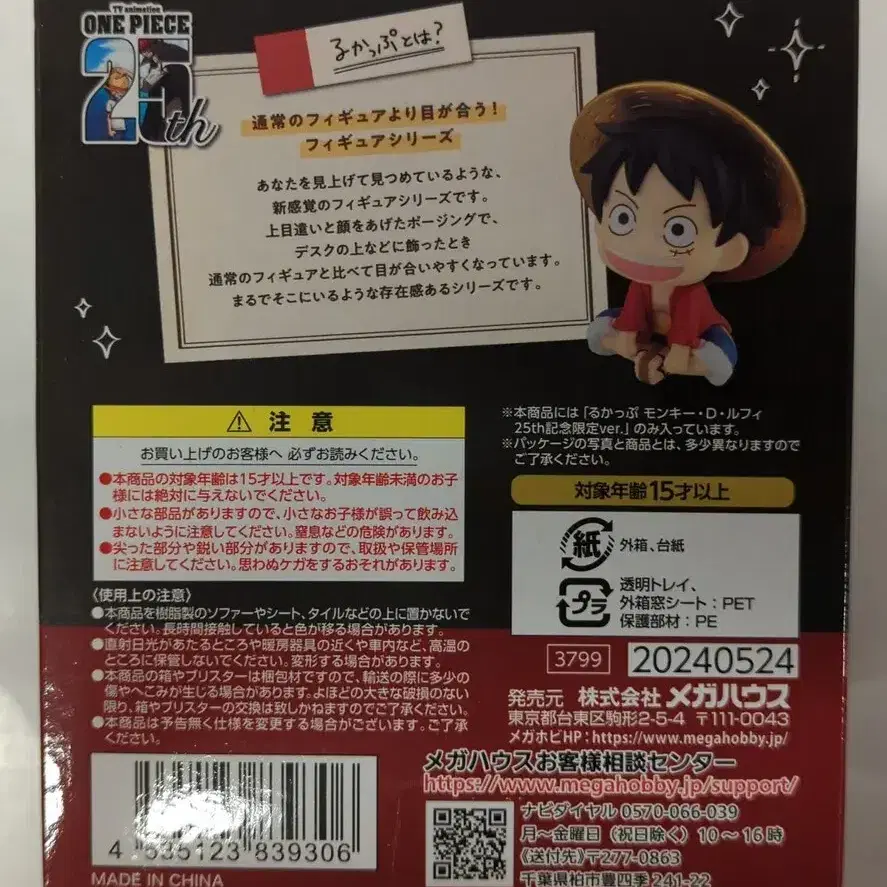 TV animation
ONE PIECE
25th
るかっぷとは?
通常のフィギュアより目が合う!
フィギュアシリーズ
あなたを見上げて見つめているような、
新感覚のフィギュアシリーズです。
上目遣いと顔をあげたポージングで、
デスクの上などに飾ったとき
通常のフィギュアと比べて目が合いやすくなっています。
まるでそこにいるような存在感あるシリーズです。
注意
お買い上げのお客様へ 必ずお読みください。
●本商品の対象年齢は15才以上です。対象年齢未満のお子
様には絶対に与えないでください。
●小さな部品がありますので、小さなお子様が誤って飲み込
まないように注意してください。窒息などの危険があります。
●尖った部分や鋭い部分がありますので、取扱や保管場所
に注意してください。思わぬケガをするおそれがあります。
〈使用上の注意〉
●本商品を樹脂製のソファーやシート、タイルなどの上に置かないで
ください。長時間接触していると色が移る場合があります。
●直射日光があたるところや暖房器具の近くや車内など、高温の
ところに保管しないでください。変形する場合があります。
●本商品の箱やブリスターは梱包材ですので、輸送の際に多少の
傷やへこみが生じる場合があります。よほどの大きな破損のない
限り、箱やブリスターの交換は致しかねますのでご了承ください。
●本商品は予告無く仕様を変更する場合がございます。ご了承
ください。
4 535123 839306
MADE IN CHINA
※本商品には「るかっぷ モンキー・D・ルフィ
25th記念限定ver.」のみ入っています。
※パッケージの写真と商品とは、多少異なりますので
ご了承ください。
対象年齢15才以上
紙 外箱、台紙
プラ 透明トレイ、
外箱窓シート:PET
保護部材:PE
3799 20240524
発売元 株式会社メガハウス
東京都台東区駒形2-5-4 〒111-0043
メガホビHP:https://www.megahobby.jp/
メガハウスお客様相談センター
https://www.megahobby.jp/support/
ナビダイヤル 0570-066-039
月〜金曜日(祝日除く)10〜16時
《送付先》〒277-0863
千葉県柏市豊四季241-22